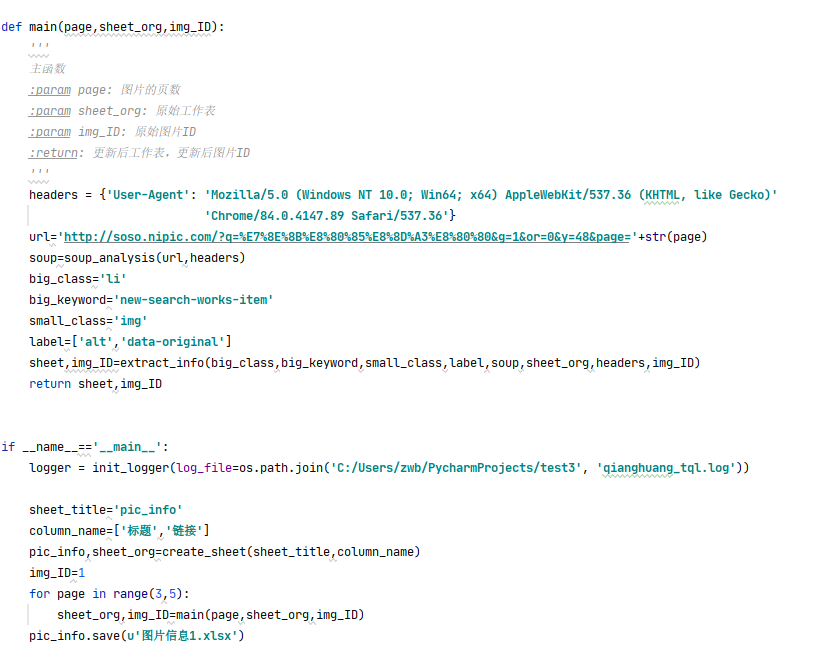 def main(page,sheet_org,img_ID):
    '''
    主函数
    :param page: 图片的页数
    :param sheet_org: 原始工作表
    :param img_ID: 原始图片ID
    :return: 更新后工作表．更新后图片ID
    '''
    headers = {'User-Agent': 'Mozilla/5.0 (Windows NT 10.0; Win64; x64) AppleWebKit/537.36 (KHTML, like Gecko)'
                             'Chrome/84.0.4147.89 Safari/537.36'}
    url='http://soso.nipic.com/?q=%E7%8E%8B%E8%80%85%E8%8D%A3%E8%80%80&g=1&or=0&y=48&page='+str(page)
    soup=soup_analysis(url,headers)
    big_class='li'
    big_keyword='new-search-works-item'
    small_class='img'
    label=['alt','data-original']
    sheet,img_ID=extract_info(big_class,big_keyword,small_class,label,soup,sheet_org,headers,img_ID)
    return sheet,img_ID
if __name__=='__main__':
    logger = init_logger(log_file=os.path.join('C:/Users/zwb/PycharmProjects/test3', 'qianghuang_tql.log'))
    sheet_title='pic_info'
    column_name=['标题','链接']
    pic_info,sheet_org=create_sheet(sheet_title,column_name)
    img_ID=1
    for page in range(3,5):
        sheet_org,img_ID=main(page,sheet_org,img_ID)
    pic_info.save(u'图片信息1.xlsx')